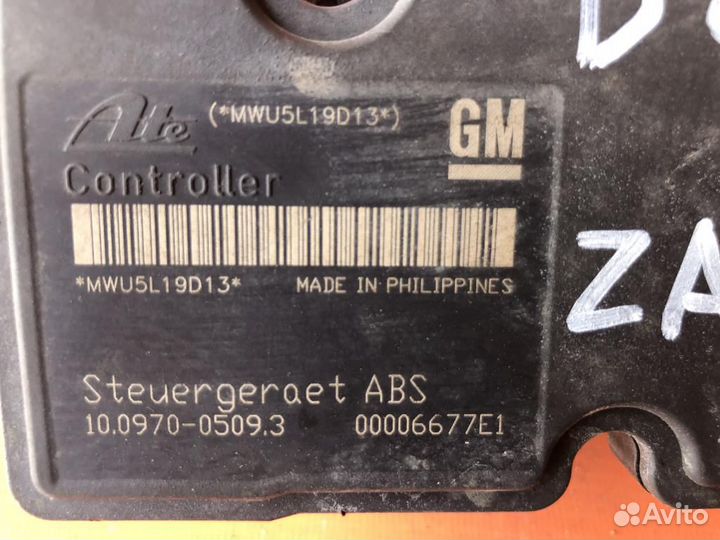 Ate (*MWU5L19D13*) GM
Controller
*MWU5L19D13* MADE IN PHILIPPINES
ZA
Steuergeraet ABS
10.0970-0509.3 00006677E1
Avito